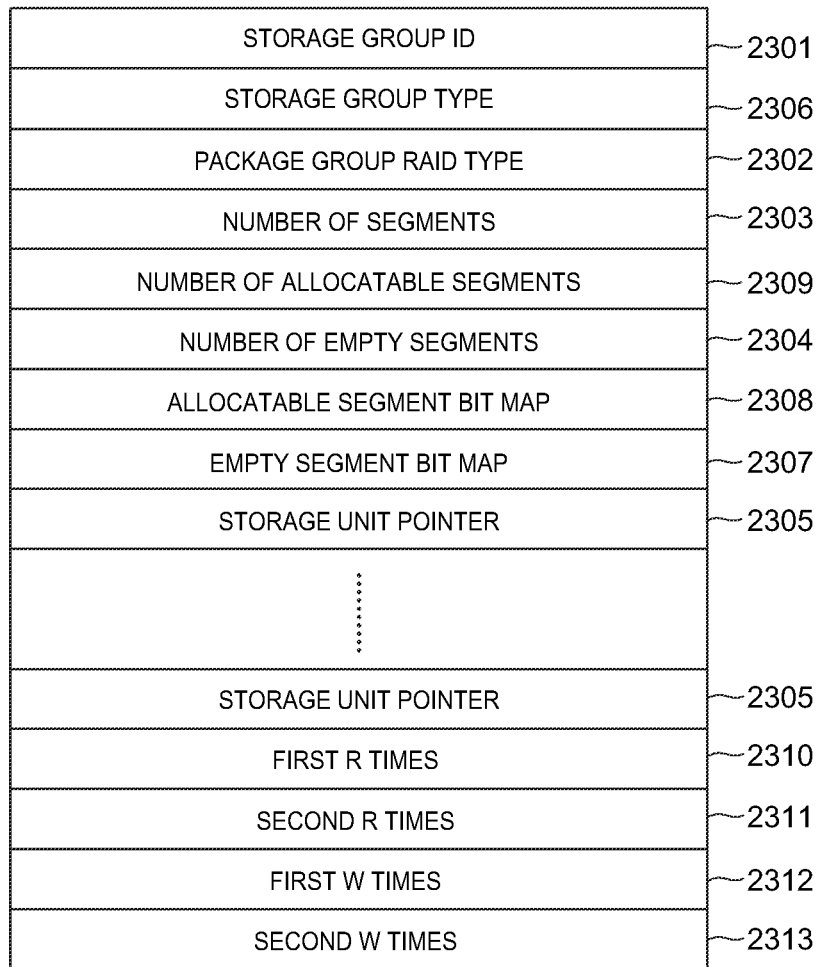 STORAGE GROUP ID 2301
STORAGE GROUP TYPE 2306
PACKAGE GROUP RAID TYPE 2302
NUMBER OF SEGMENTS 2303
NUMBER OF ALLOCATABLE SEGMENTS 2309
NUMBER OF EMPTY SEGMENTS 2304
ALLOCATABLE SEGMENT BIT MAP 2308
EMPTY SEGMENT BIT MAP 2307
STORAGE UNIT POINTER 2305
STORAGE UNIT POINTER 2305
FIRST R TIMES 2310
SECOND R TIMES 2311
FIRST W TIMES 2312
SECOND W TIMES 2313